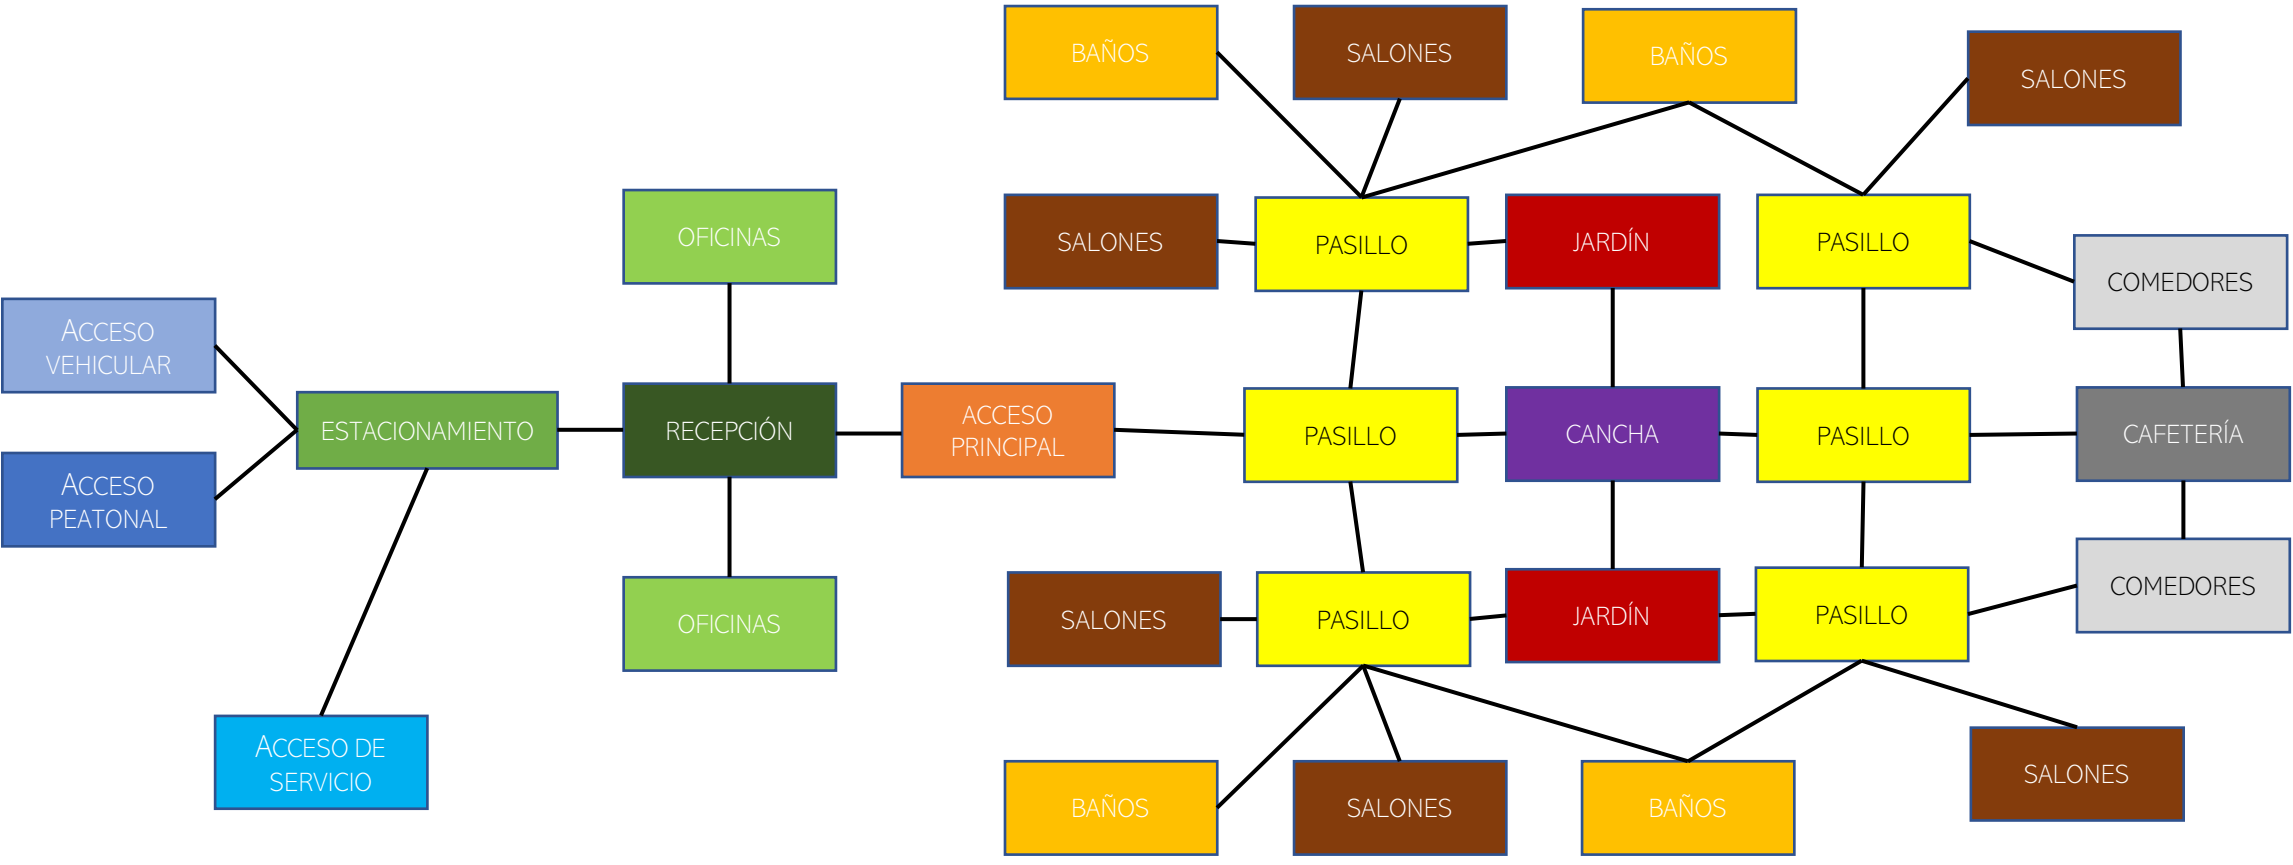 BAÑOS
SALONES
BAÑOS
SALONES
OFICINAS
SALONES
PASILLO
JARDÍN
PASILLO
COMEDORES
ACCESO
VEHICULAR
ESTACIONAMIENTO
RECEPCIÓN
ACCESO
PRINCIPAL
PASILLO
CANCHA
PASILLO
CAFETERÍA
ACCESO
PEATONAL
OFICINAS
SALONES
PASILLO
JARDÍN
PASILLO
COMEDORES
ACCESO DE
SERVICIO
BAÑOS
SALONES
BAÑOS
SALONES